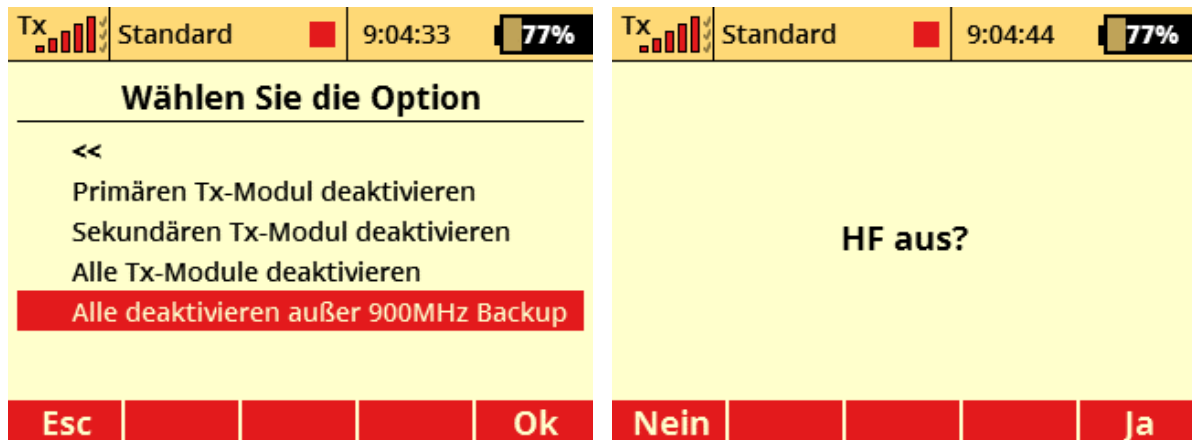 Tx Standard 9:04:33 77%
Wählen Sie die Option
<<
Primären Tx-Modul deaktivieren
Sekundären Tx-Modul deaktivieren
Alle Tx-Module deaktivieren
Alle deaktivieren außer 900MHz Backup
Esc Ok
Tx Standard 9:04:44 77%
HF aus?
Nein Ja